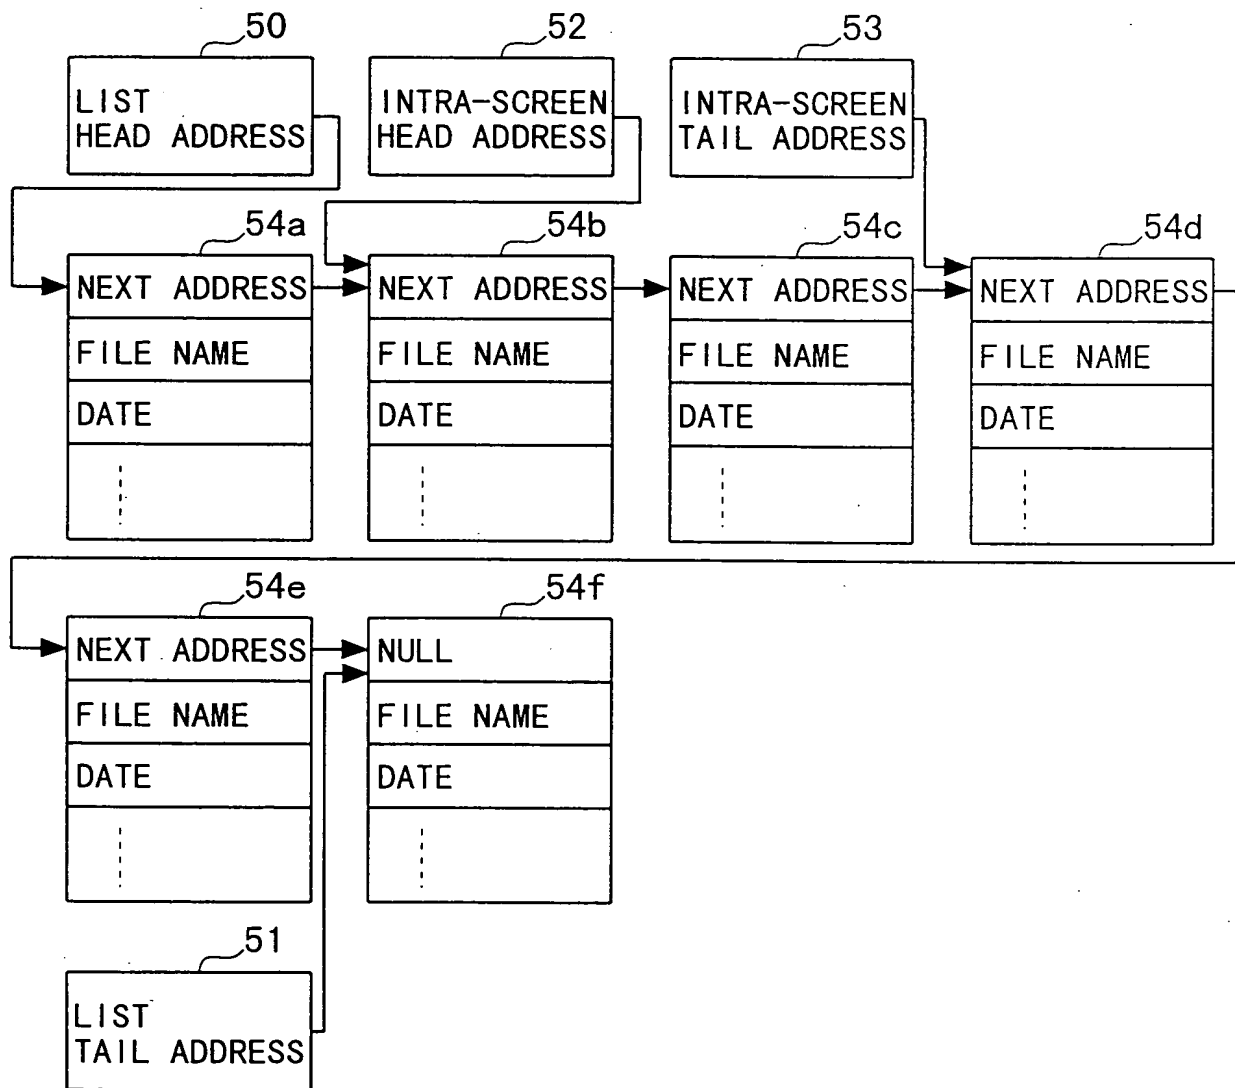 50
52
53
LIST
HEAD ADDRESS
INTRA-SCREEN
HEAD ADDRESS
INTRA-SCREEN
TAIL ADDRESS
54a
54b
54c
54d
NEXT ADDRESS
NEXT ADDRESS
NEXT ADDRESS
NEXT ADDRESS
FILE NAME
FILE NAME
FILE NAME
FILE NAME
DATE
DATE
DATE
DATE
54e
54f
NEXT ADDRESS
NULL
FILE NAME
FILE NAME
DATE
DATE
51
LIST
TAIL ADDRESS